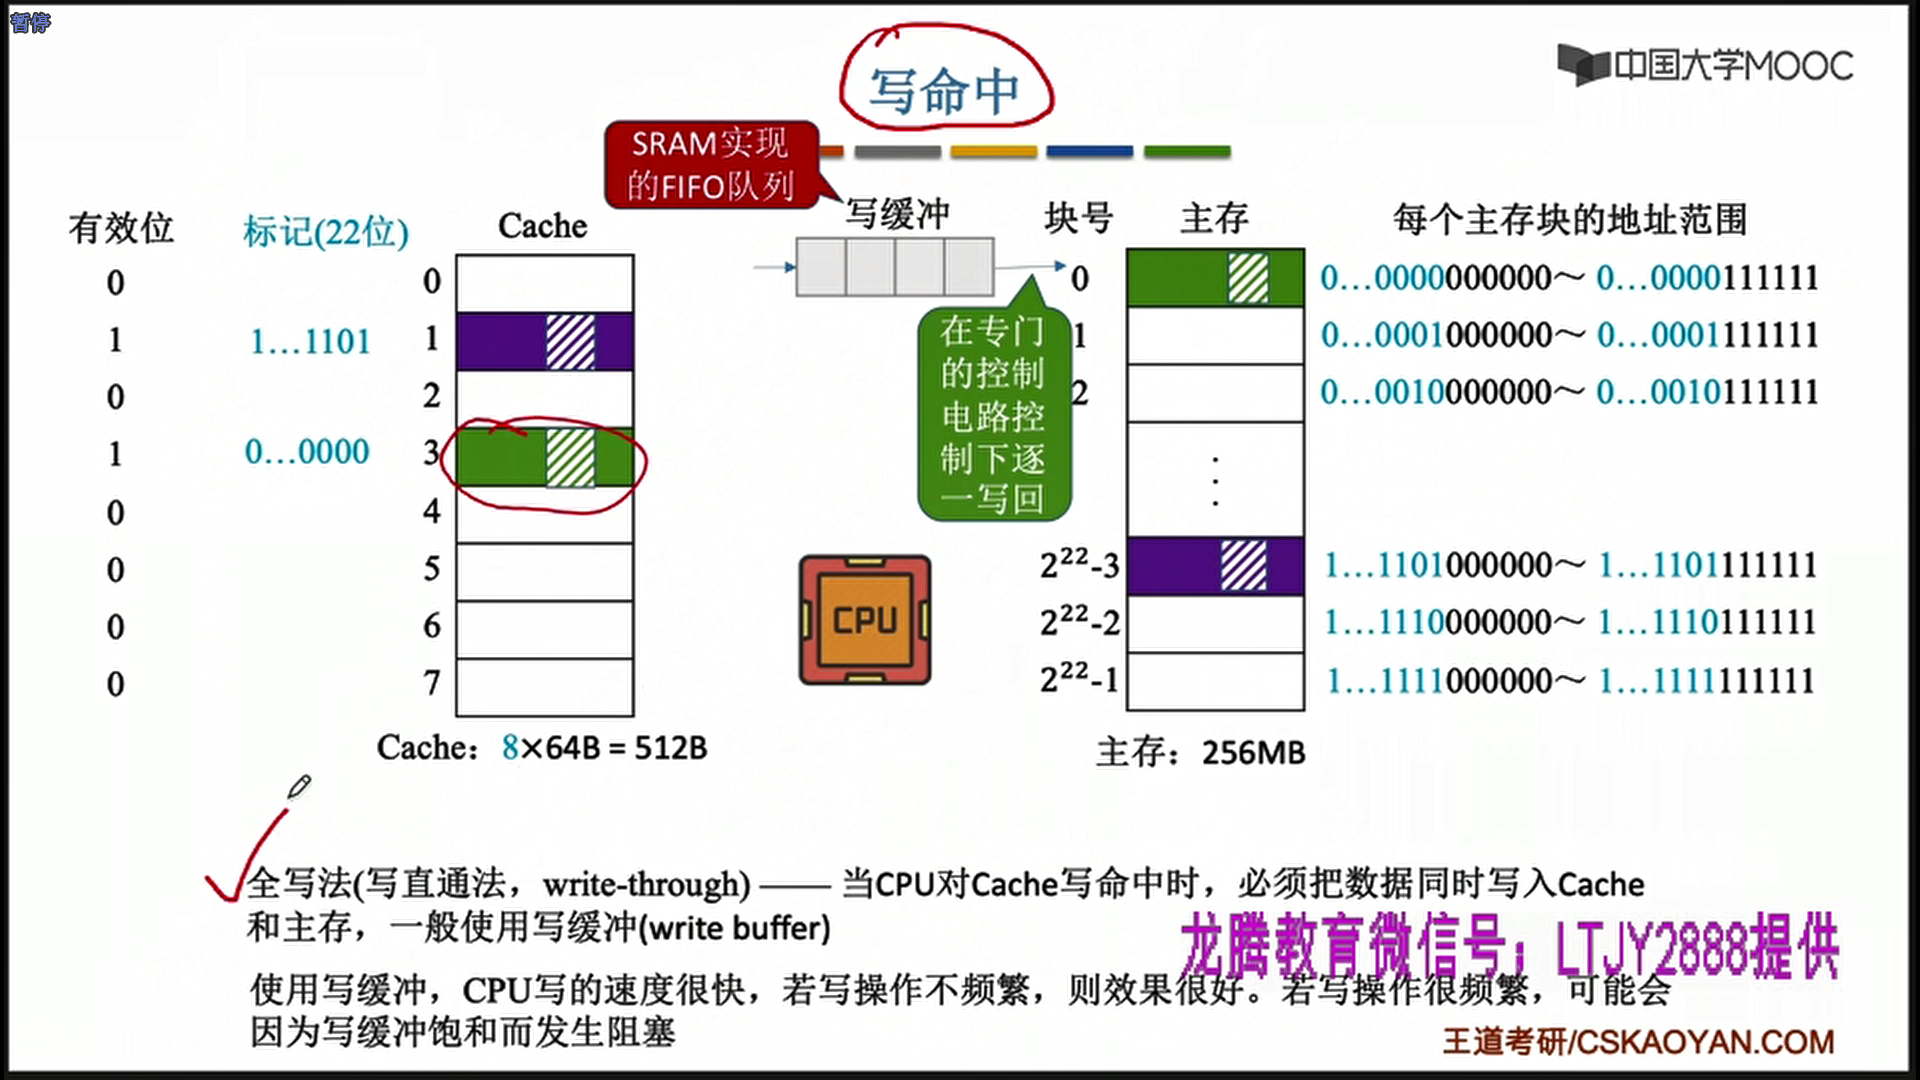 暂停
写命中
中国大学MOOC
SRAM实现
的FIFO队列
有效位 标记(22位) Cache 写缓冲 块号 主存 每个主存块的地址范围
0 0 0 0…0000000000～ 0…0000111111
1 1…1101 1 1 0…0001000000～ 0…0001111111
0 2 2 0…0010000000～ 0…0010111111
1 0…0000 3
0 4
在专门
的控制
电路控
制下逐
一写回
0 5 2²²-3 1…1101000000～ 1…1101111111
0 6 2²²-2 1…1110000000～ 1…1110111111
0 7 2²²-1 1…1111000000～ 1…1111111111
CPU
Cache：8×64B = 512B 主存：256MB
全写法(写直通法，write-through) —— 当CPU对Cache写命中时，必须把数据同时写入Cache
和主存，一般使用写缓冲(write buffer)
龙腾教育微信号；LTJY2888提供
使用写缓冲，CPU写的速度很快，若写操作不频繁，则效果很好。若写操作很频繁，可能会
因为写缓冲饱和而发生阻塞
王道考研/CSKAOYAN.COM